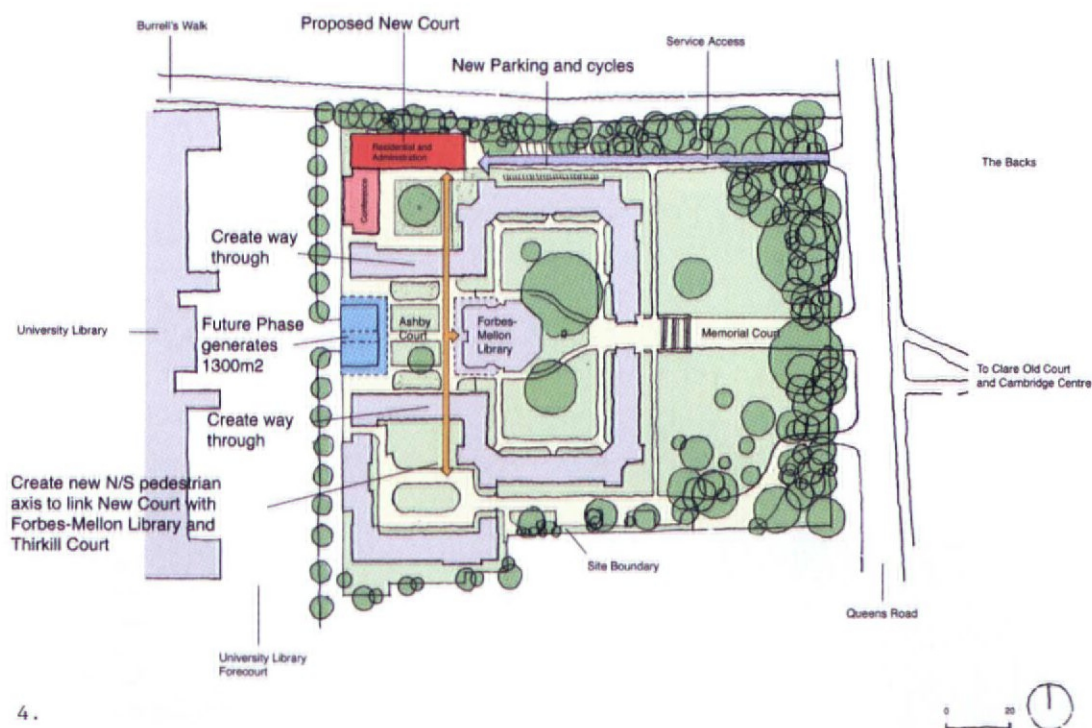 Burrell's Walk
Proposed New Court
Service Access
New Parking and cycles
Residential and
Administration
The Backs
Conference
Create way
through
University Library
Future Phase
generates
1300m2
Ashby
Court
Forbes-
Mellon
Library
Memorial Court
To Clare Old Court
and Cambridge Centre
Create way
through
Create new N/S pedestrian
axis to link New Court with
Forbes-Mellon Library and
Thirkill Court
Site Boundary
Queens Road
University Library
Forecourt
4.
0 20